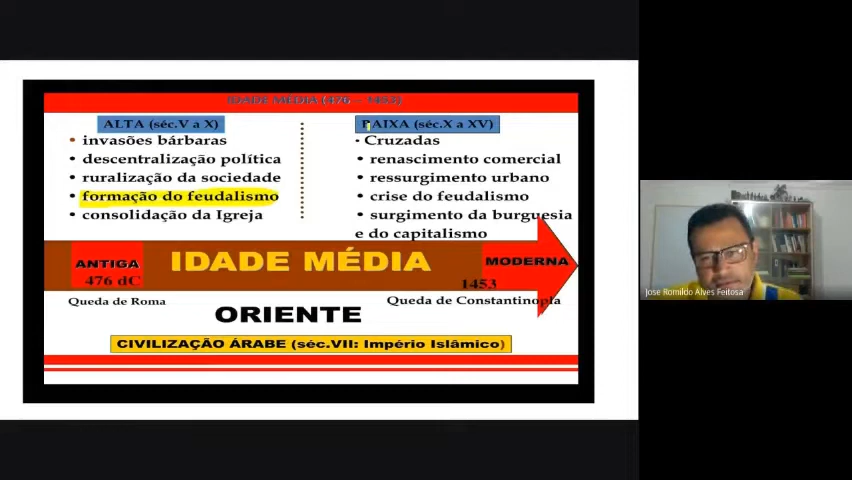 IDADE MÉDIA (476 - 1453)
ALTA (séc.V a X)
• invasões bárbaras
• descentralização política
• ruralização da sociedade
• formação do feudalismo
• consolidação da Igreja
BAIXA (séc.X a XV)
• Cruzadas
• renascimento comercial
• ressurgimento urbano
• crise do feudalismo
• surgimento da burguesia
e do capitalismo
ANTIGA
476 dC
IDADE MÉDIA
MODERNA
1453
Queda de Roma
Queda de Constantinopla
ORIENTE
CIVILIZAÇÃO ÁRABE (séc.VII: Império Islâmico)
Jose Romildo Alves Feitosa